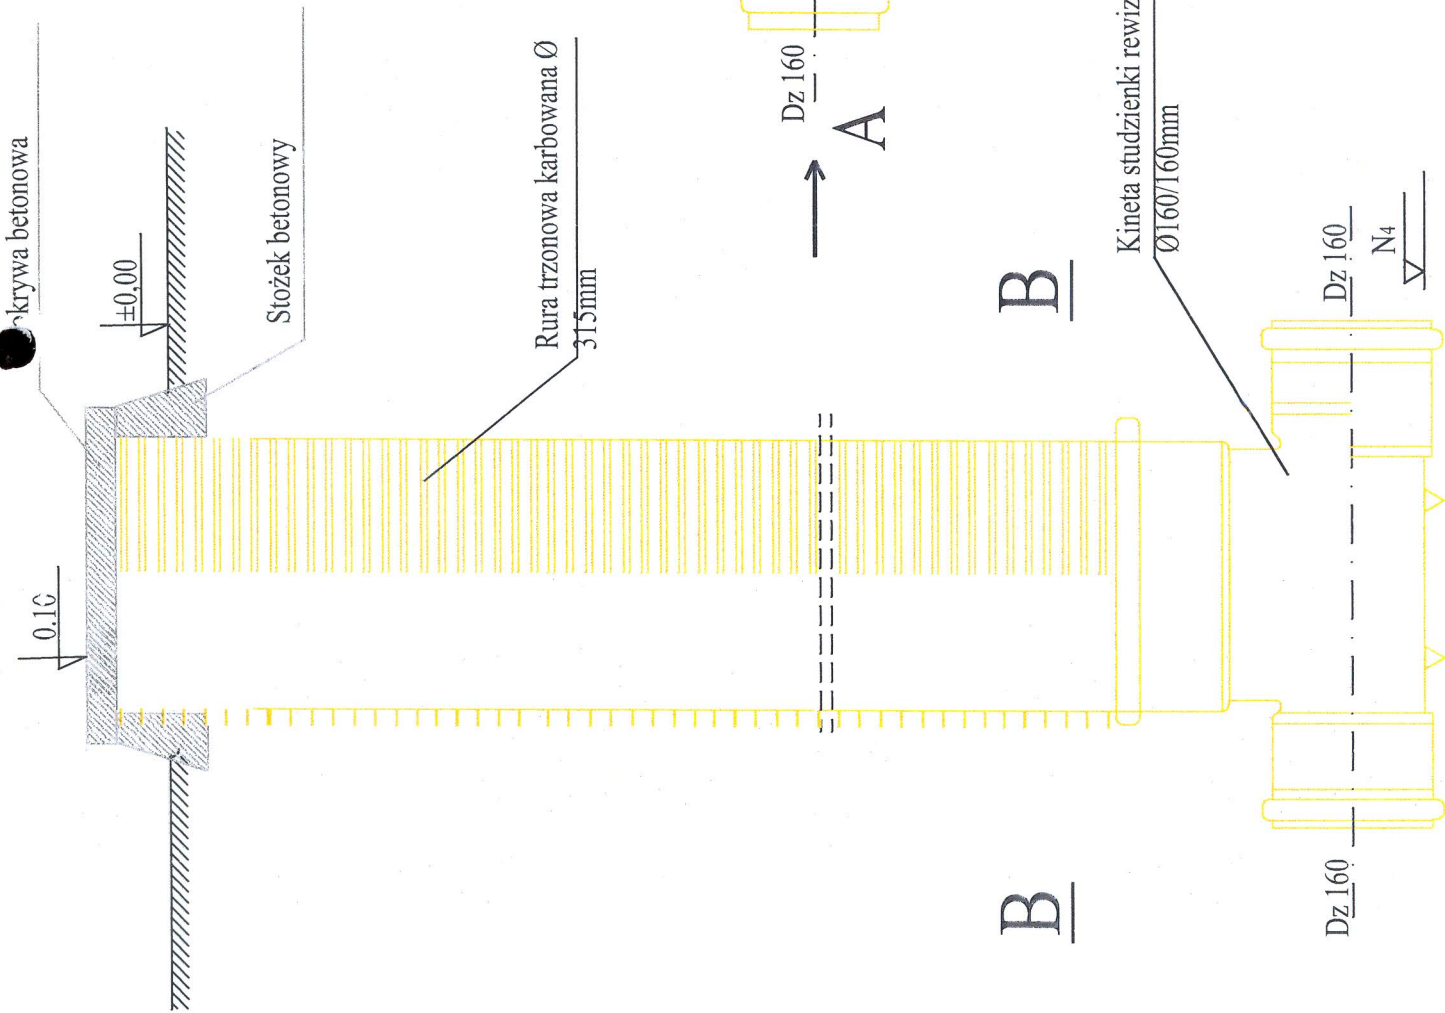 krywa betonowa
±0,00
Stożek betonowy
0.10
Rura trzonowa karbowana Ø
315mm
Dz 160
A
B
B
Kineta studzienki rewiz
Ø160/160mm
Dz 160
N4
Dz 160